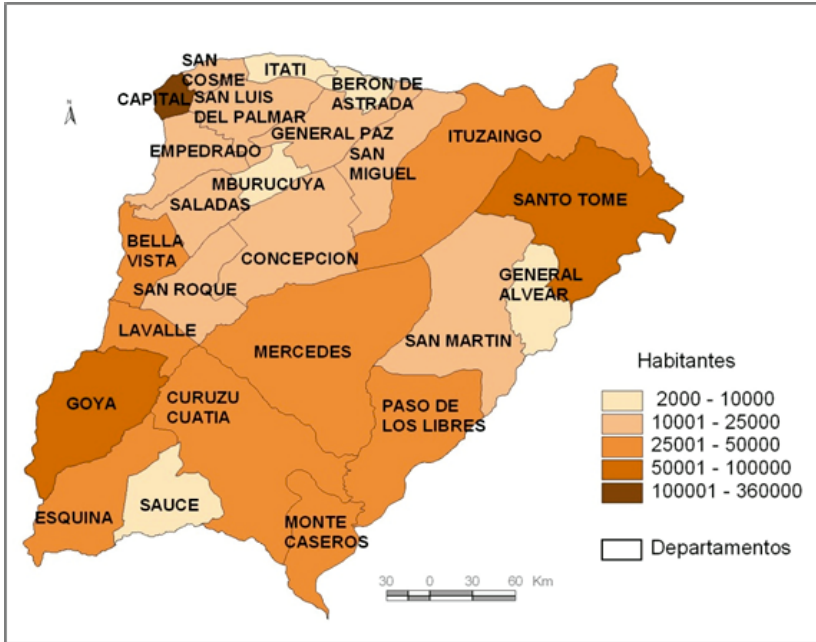 N
SAN
COSME
ITATI
BERON DE
ASTRADA
CAPITAL
SAN LUIS
DEL PALMAR
GENERAL PAZ
ITUZAINGO
EMPEDRADO
SAN
MIGUEL
MBURUCUYA
SANTO TOME
SALADAS
BELLA
VISTA
CONCEPCION
GENERAL
ALVEAR
SAN ROQUE
LAVALLE
MERCEDES
SAN MARTIN
GOYA
CURUZU
CUATIA
PASO DE
LOS LIBRES
SAUCE
ESQUINA
MONTE
CASEROS
Habitantes
2000 - 10000
10001 - 25000
25001 - 50000
50001 - 100000
100001 - 360000
Departamentos
30 0 30 60 Km